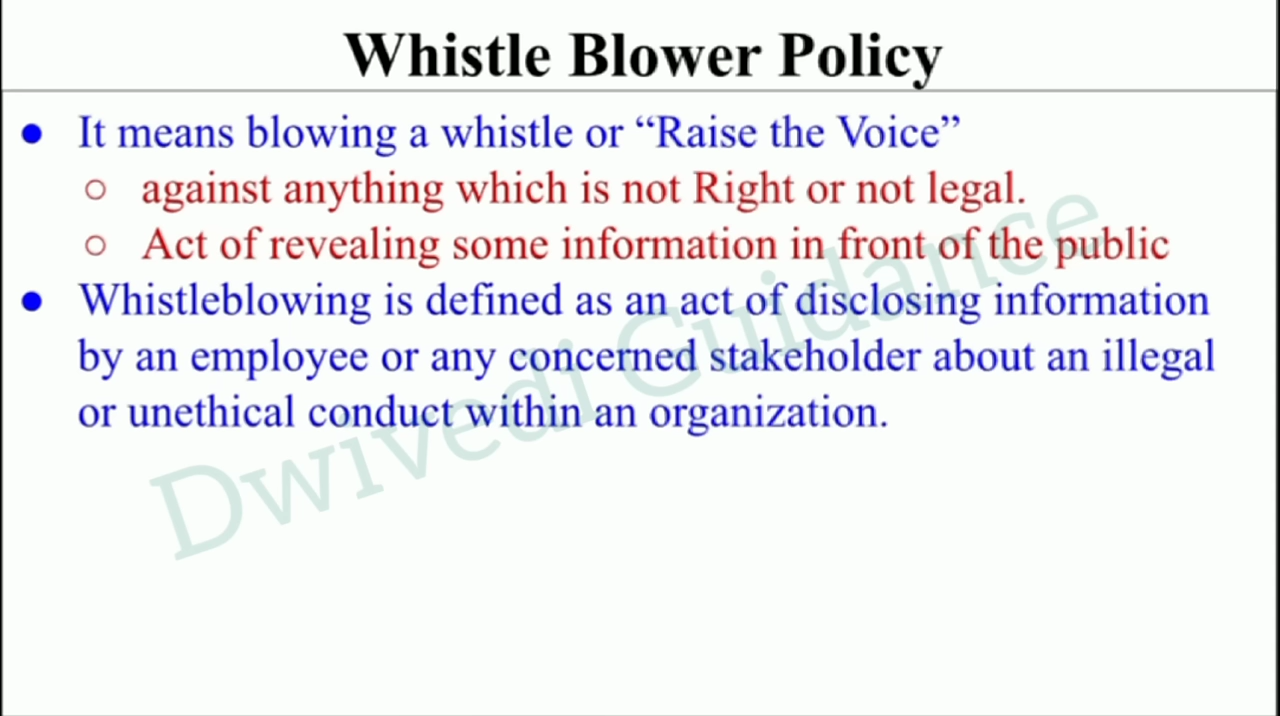 Whistle Blower Policy
● It means blowing a whistle or “Raise the Voice”
○ against anything which is not Right or not legal.
○ Act of revealing some information in front of the public
● Whistleblowing is defined as an act of disclosing information
by an employee or any concerned stakeholder about an illegal
or unethical conduct within an organization.
Dwivedi Guidance